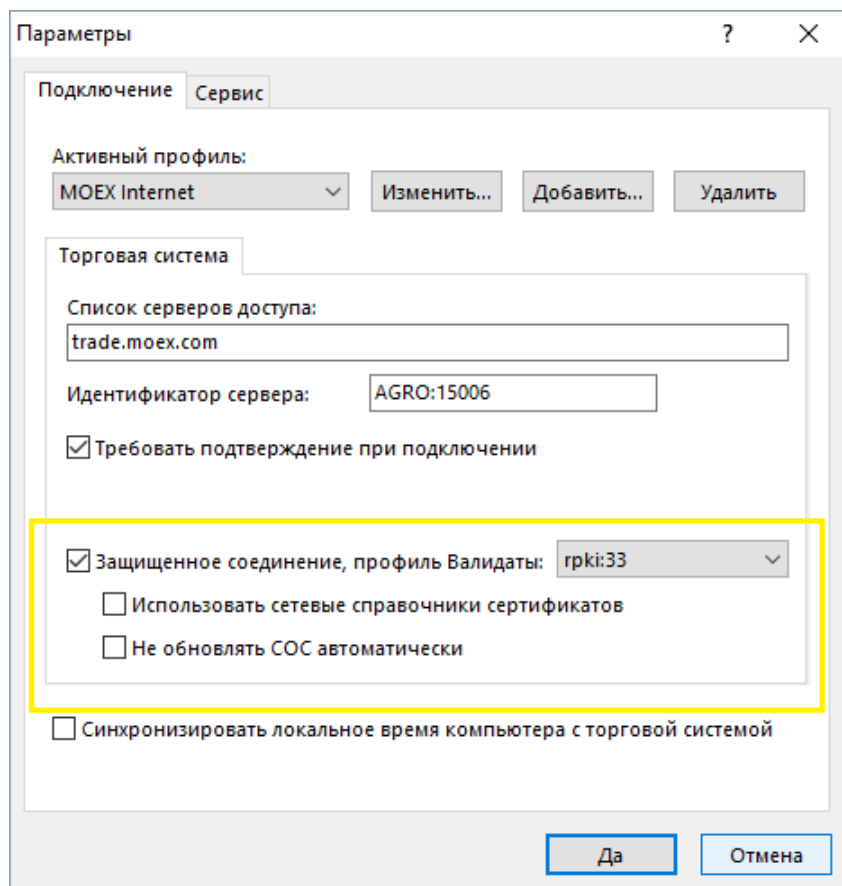 Параметры ?
Подключение Сервис
Активный профиль:
MOEX Internet Изменить... Добавить... Удалить
Торговая система
Список серверов доступа:
trade.moex.com
Идентификатор сервера: AGRO:15006
Требовать подтверждение при подключении
Защищенное соединение, профиль Валидаты: rpki:33
Использовать сетевые справочники сертификатов
Не обновлять СОС автоматически
Синхронизировать локальное время компьютера с торговой системой
Да Отмена